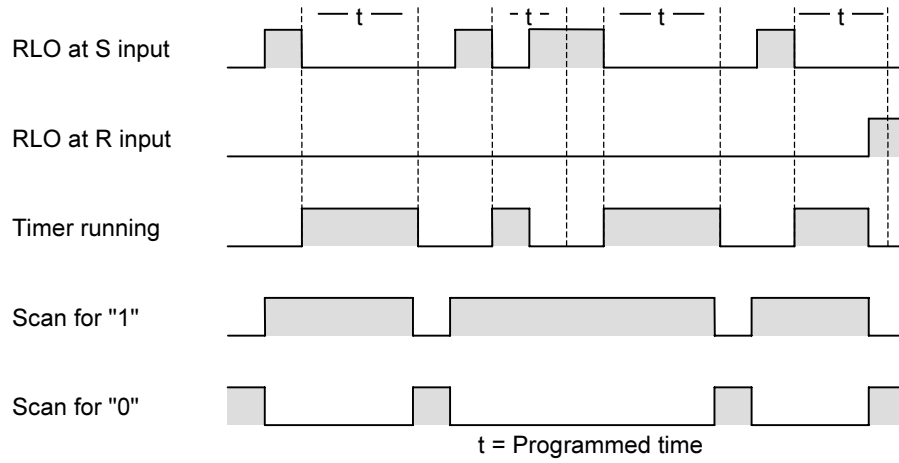 t t t t
RLO at S input
RLO at R input
Timer running
Scan for "1"
Scan for "0"
t = Programmed time